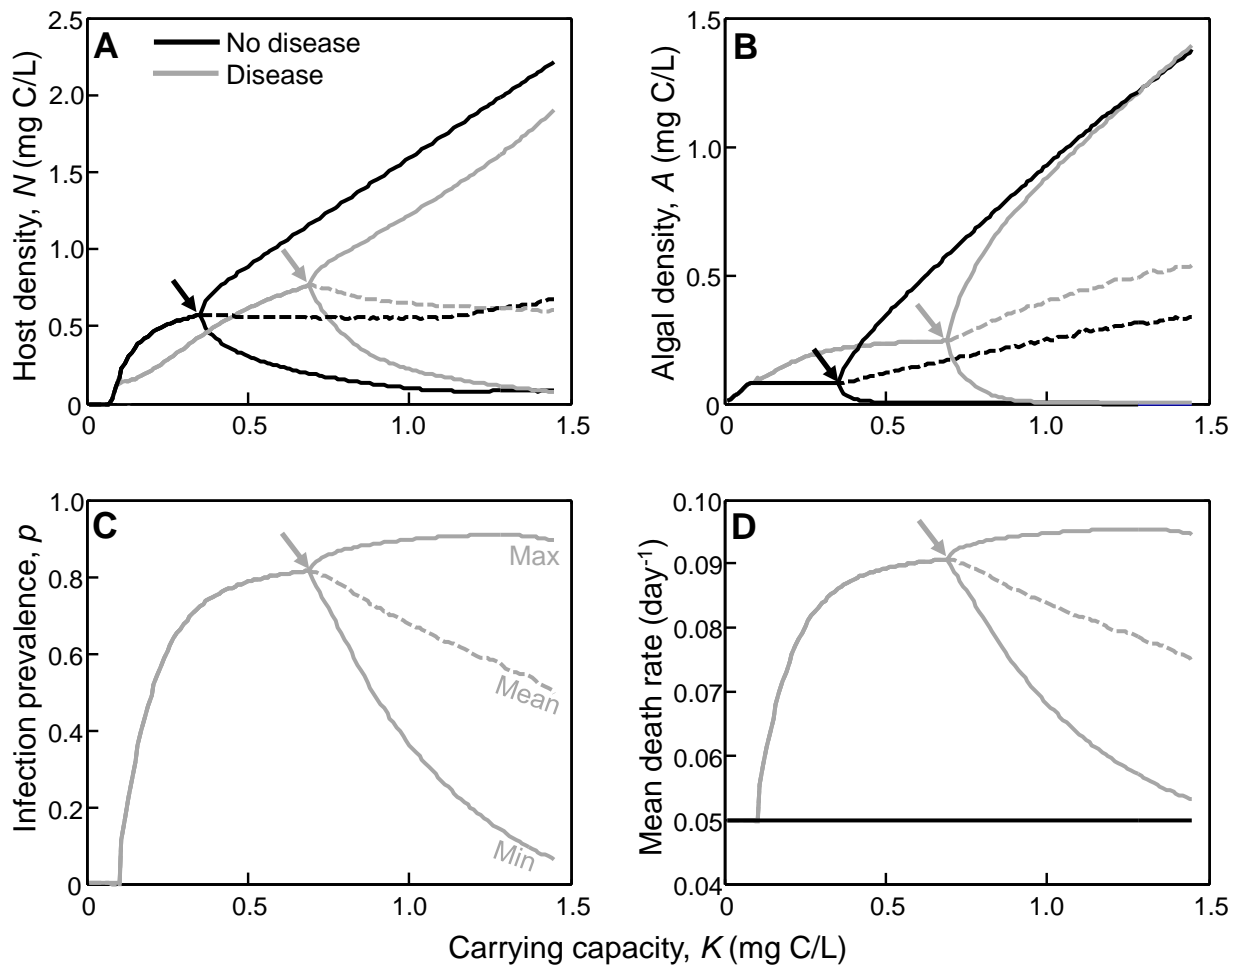 A
No disease
Disease
Host density, N (mg C/L)
2.5
2.0
1.5
1.0
0.5
0
0
0.5
1.0
1.5
B
Algal density, A (mg C/L)
1.5
1.0
0.5
0
0
0.5
1.0
1.5
C
Infection prevalence, p
1.0
0.8
0.6
0.4
0.2
0
0
0.5
1.0
1.5
Max
Mean
Min
D
Mean death rate (day-1)
0.10
0.09
0.08
0.07
0.06
0.05
0.04
0
0.5
1.0
1.5
Carrying capacity, K (mg C/L)